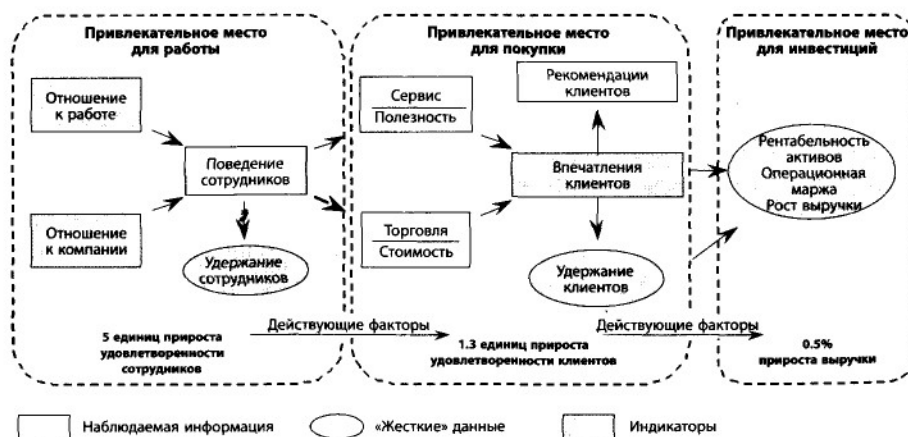 Привлекательное место
для работы
Привлекательное место
для покупки
Привлекательное место
для инвестиций
Отношение
к работе
Поведение
сотрудников
Отношение
к компании
Удержание
сотрудников
Сервис
Полезность
Торговля
Стоимость
Рекомендации
клиентов
Впечатления
клиентов
Удержание
клиентов
Рентабельность
активов
Операционная
маржа
Рост выручки
Действующие факторы
Действующие факторы
5 единиц прироста
удовлетворенности
сотрудников
1.3 единиц прироста
удовлетворенности клиентов
0.5%
прироста выручки
Наблюдаемая информация
«Жесткие» данные
Индикаторы